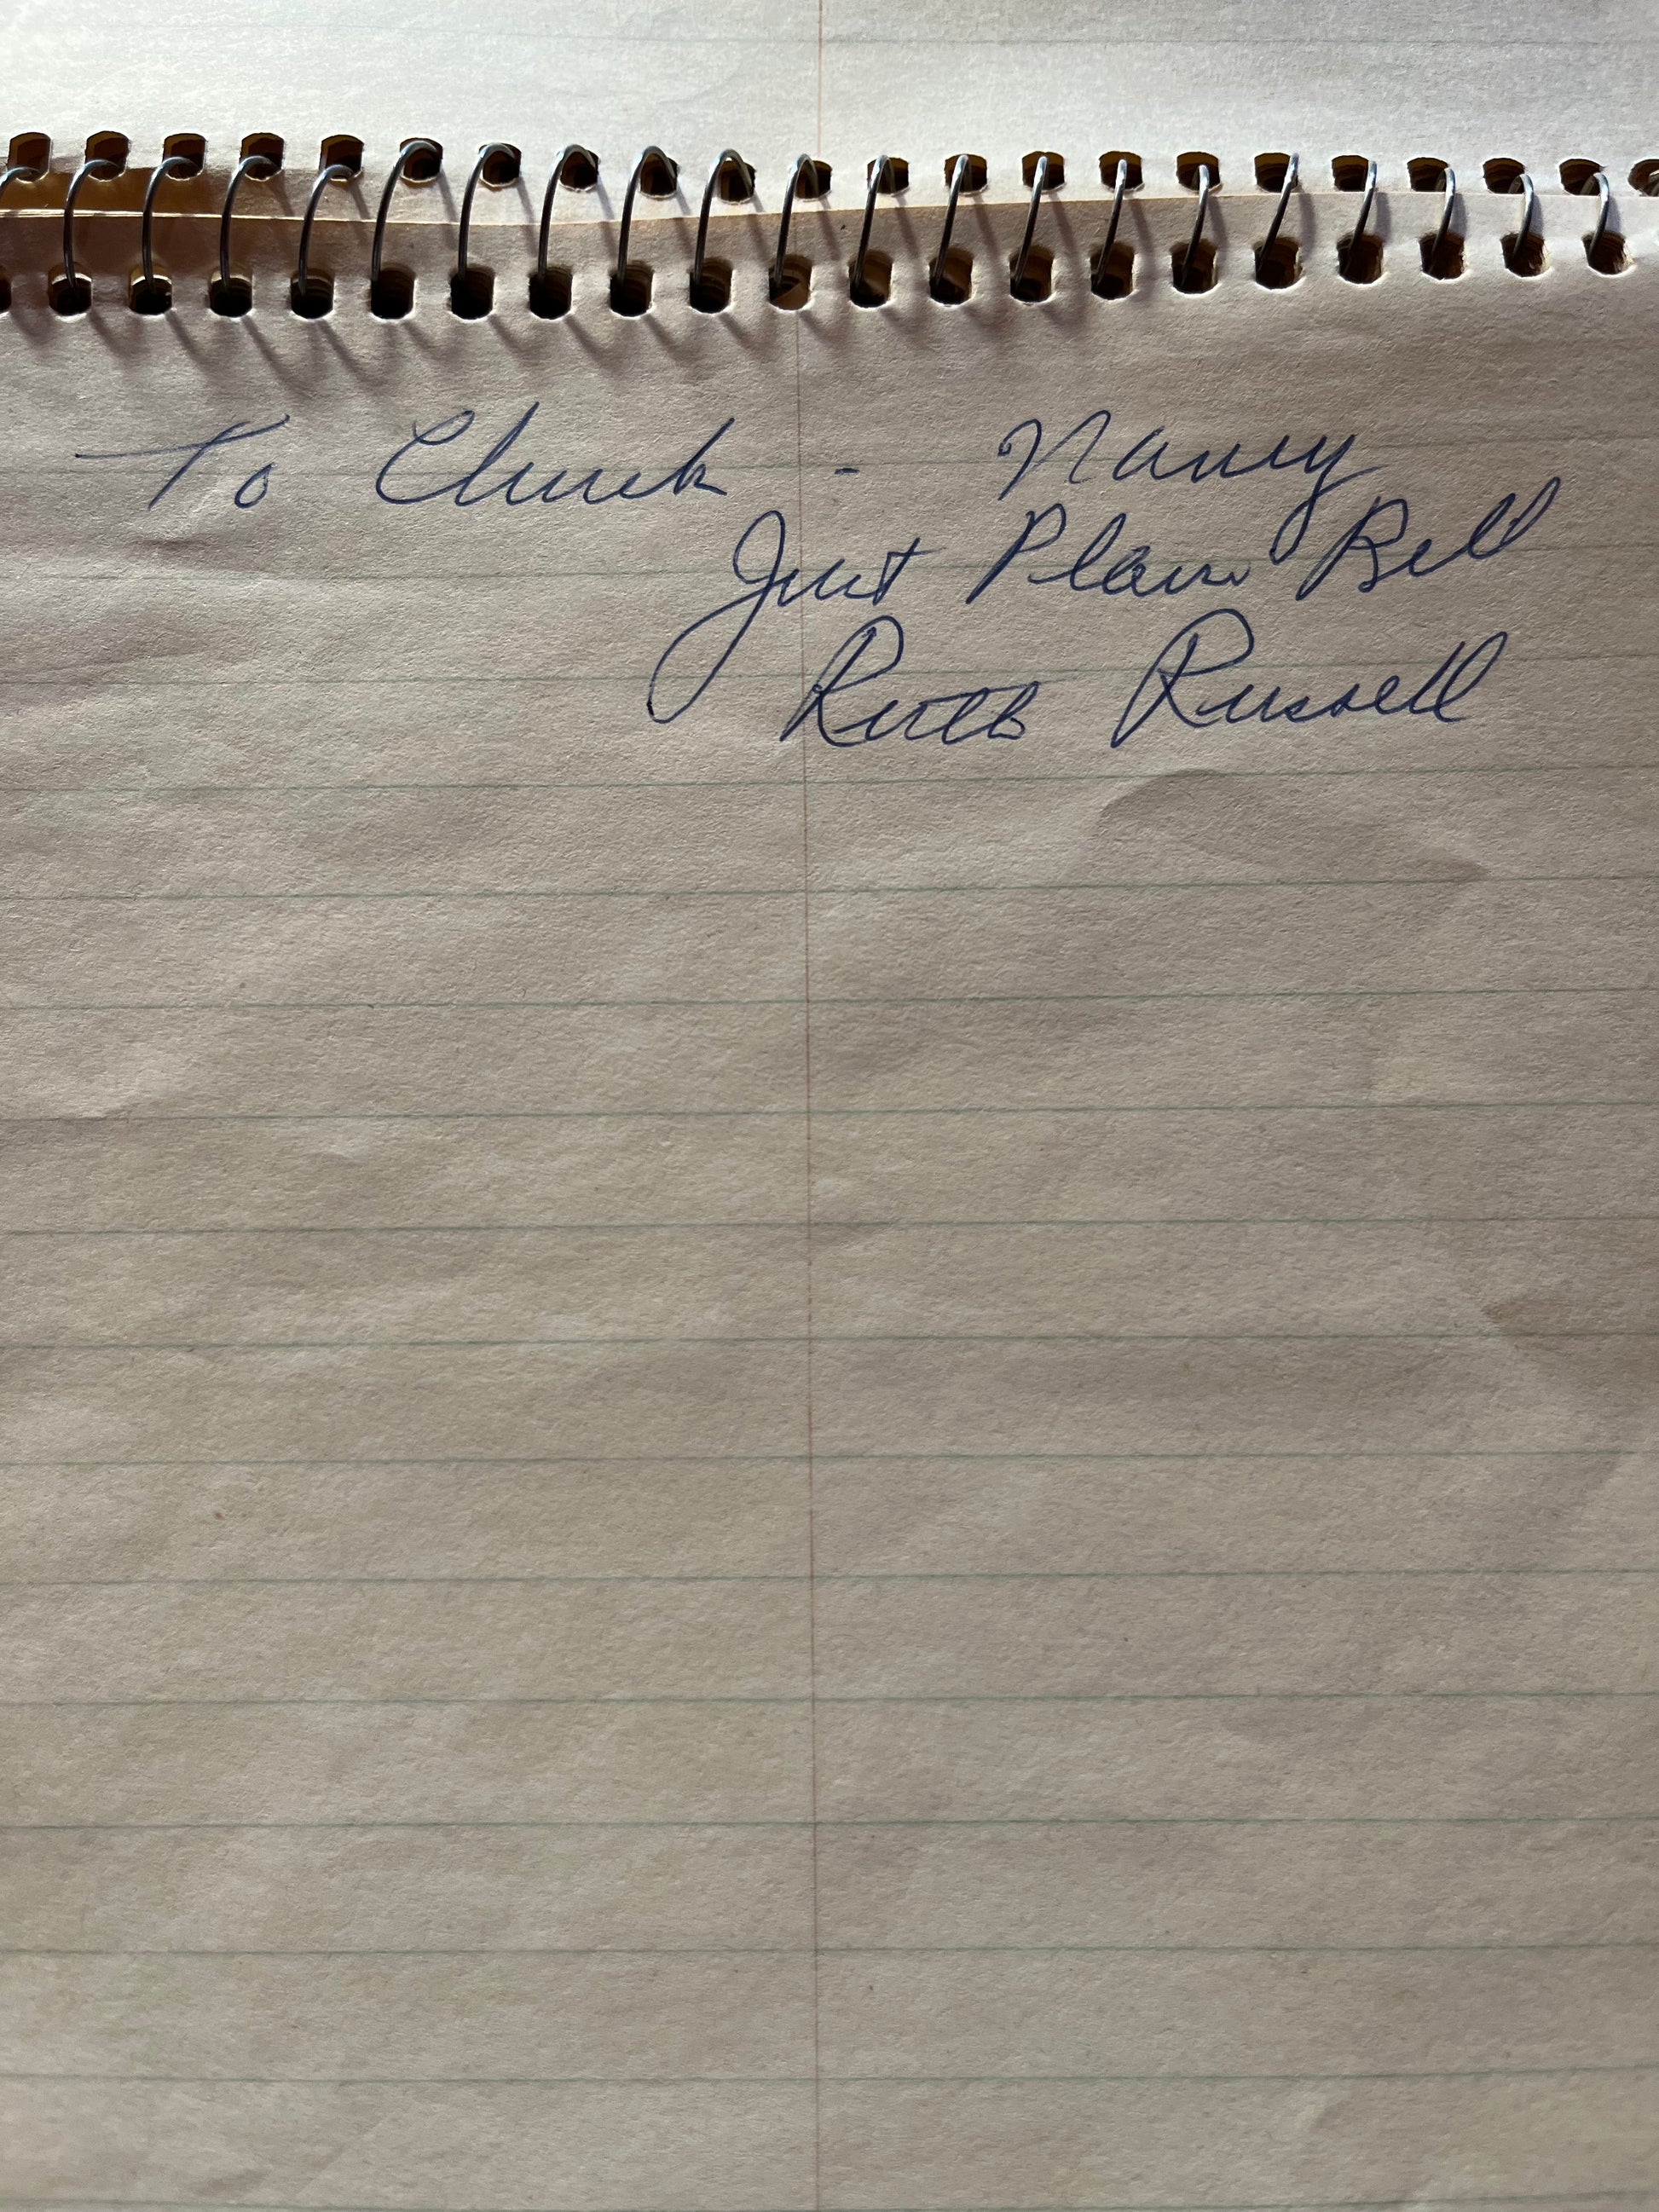 To Chuck - Nancy
Just Plain Bill
Ruth Russell